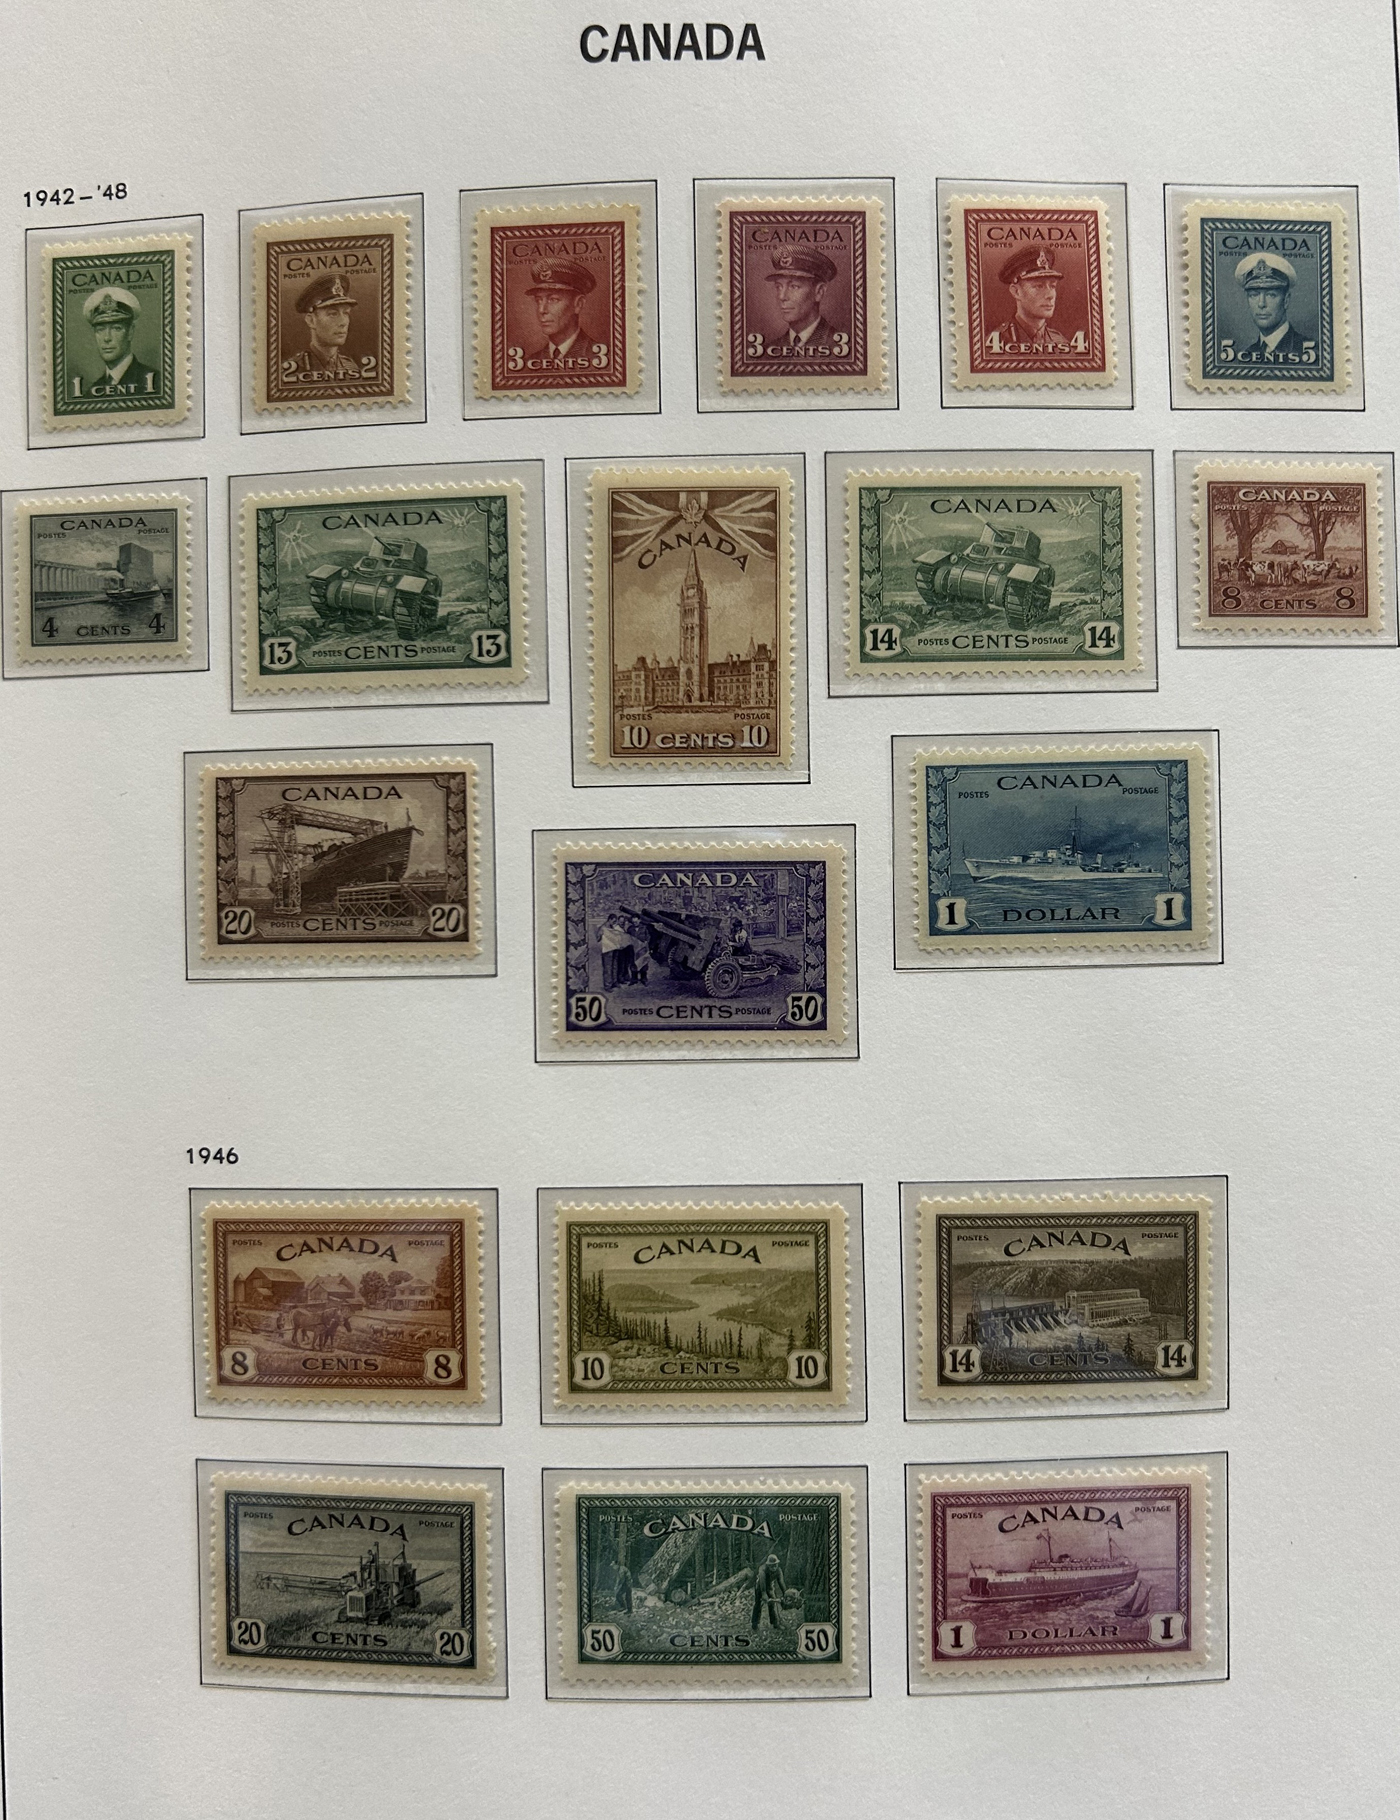 CANADA
1942–'48
CANADA
POSTES POSTAGE
1 CENT 1
CANADA
POSTES POSTAGE
2 CENTS 2
CANADA
POSTES POSTAGE
3 CENTS 3
CANADA
POSTES POSTAGE
3 CENTS 3
CANADA
POSTES POSTAGE
4 CENTS 4
CANADA
POSTES POSTAGE
5 CENTS 5
CANADA
POSTES POSTAGE
4 CENTS 4
CANADA
13 POSTES CENTS POSTAGE 13
CANADA
POSTES POSTAGE
10 CENTS 10
CANADA
14 POSTES CENTS POSTAGE 14
CANADA
POSTES POSTAGE
8 CENTS 8
CANADA
20 POSTES CENTS POSTAGE 20
CANADA
50 POSTES CENTS POSTAGE 50
CANADA
POSTES POSTAGE
1 DOLLAR 1
1946
POSTES CANADA POSTAGE
8 CENTS 8
POSTES CANADA POSTAGE
10 CENTS 10
POSTES CANADA POSTAGE
14 CENTS 14
POSTES CANADA POSTAGE
20 CENTS 20
POSTES CANADA POSTAGE
50 CENTS 50
POSTES CANADA POSTAGE
1 DOLLAR 1